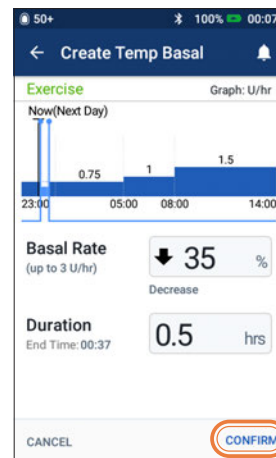 50+ 100% 00:07
Create Temp Basal
Exercise Graph: U/hr
Now(Next Day)
0.75 1 1.5
23:00 05:00 08:00 14:00
Basal Rate
(up to 3 U/hr)
35 %
Decrease
Duration
End Time: 00:37
0.5 hrs
CANCEL CONFIRM